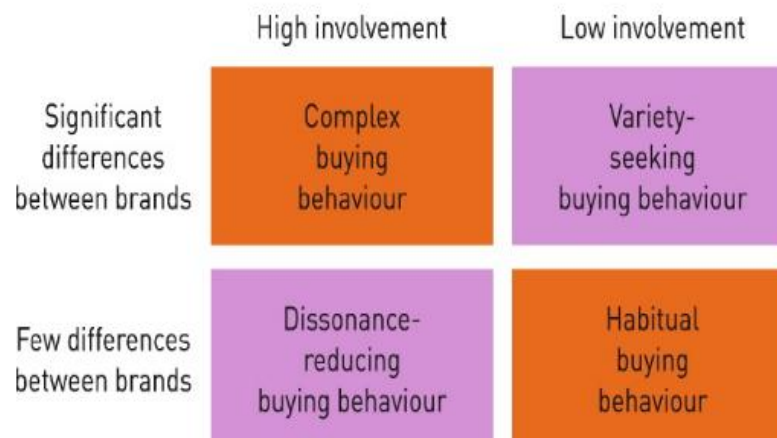 High involvement
Low involvement
Significant
differences
between brands
Complex
buying
behaviour
Variety-
seeking
buying behaviour
Few differences
between brands
Dissonance-
reducing
buying behaviour
Habitual
buying
behaviour